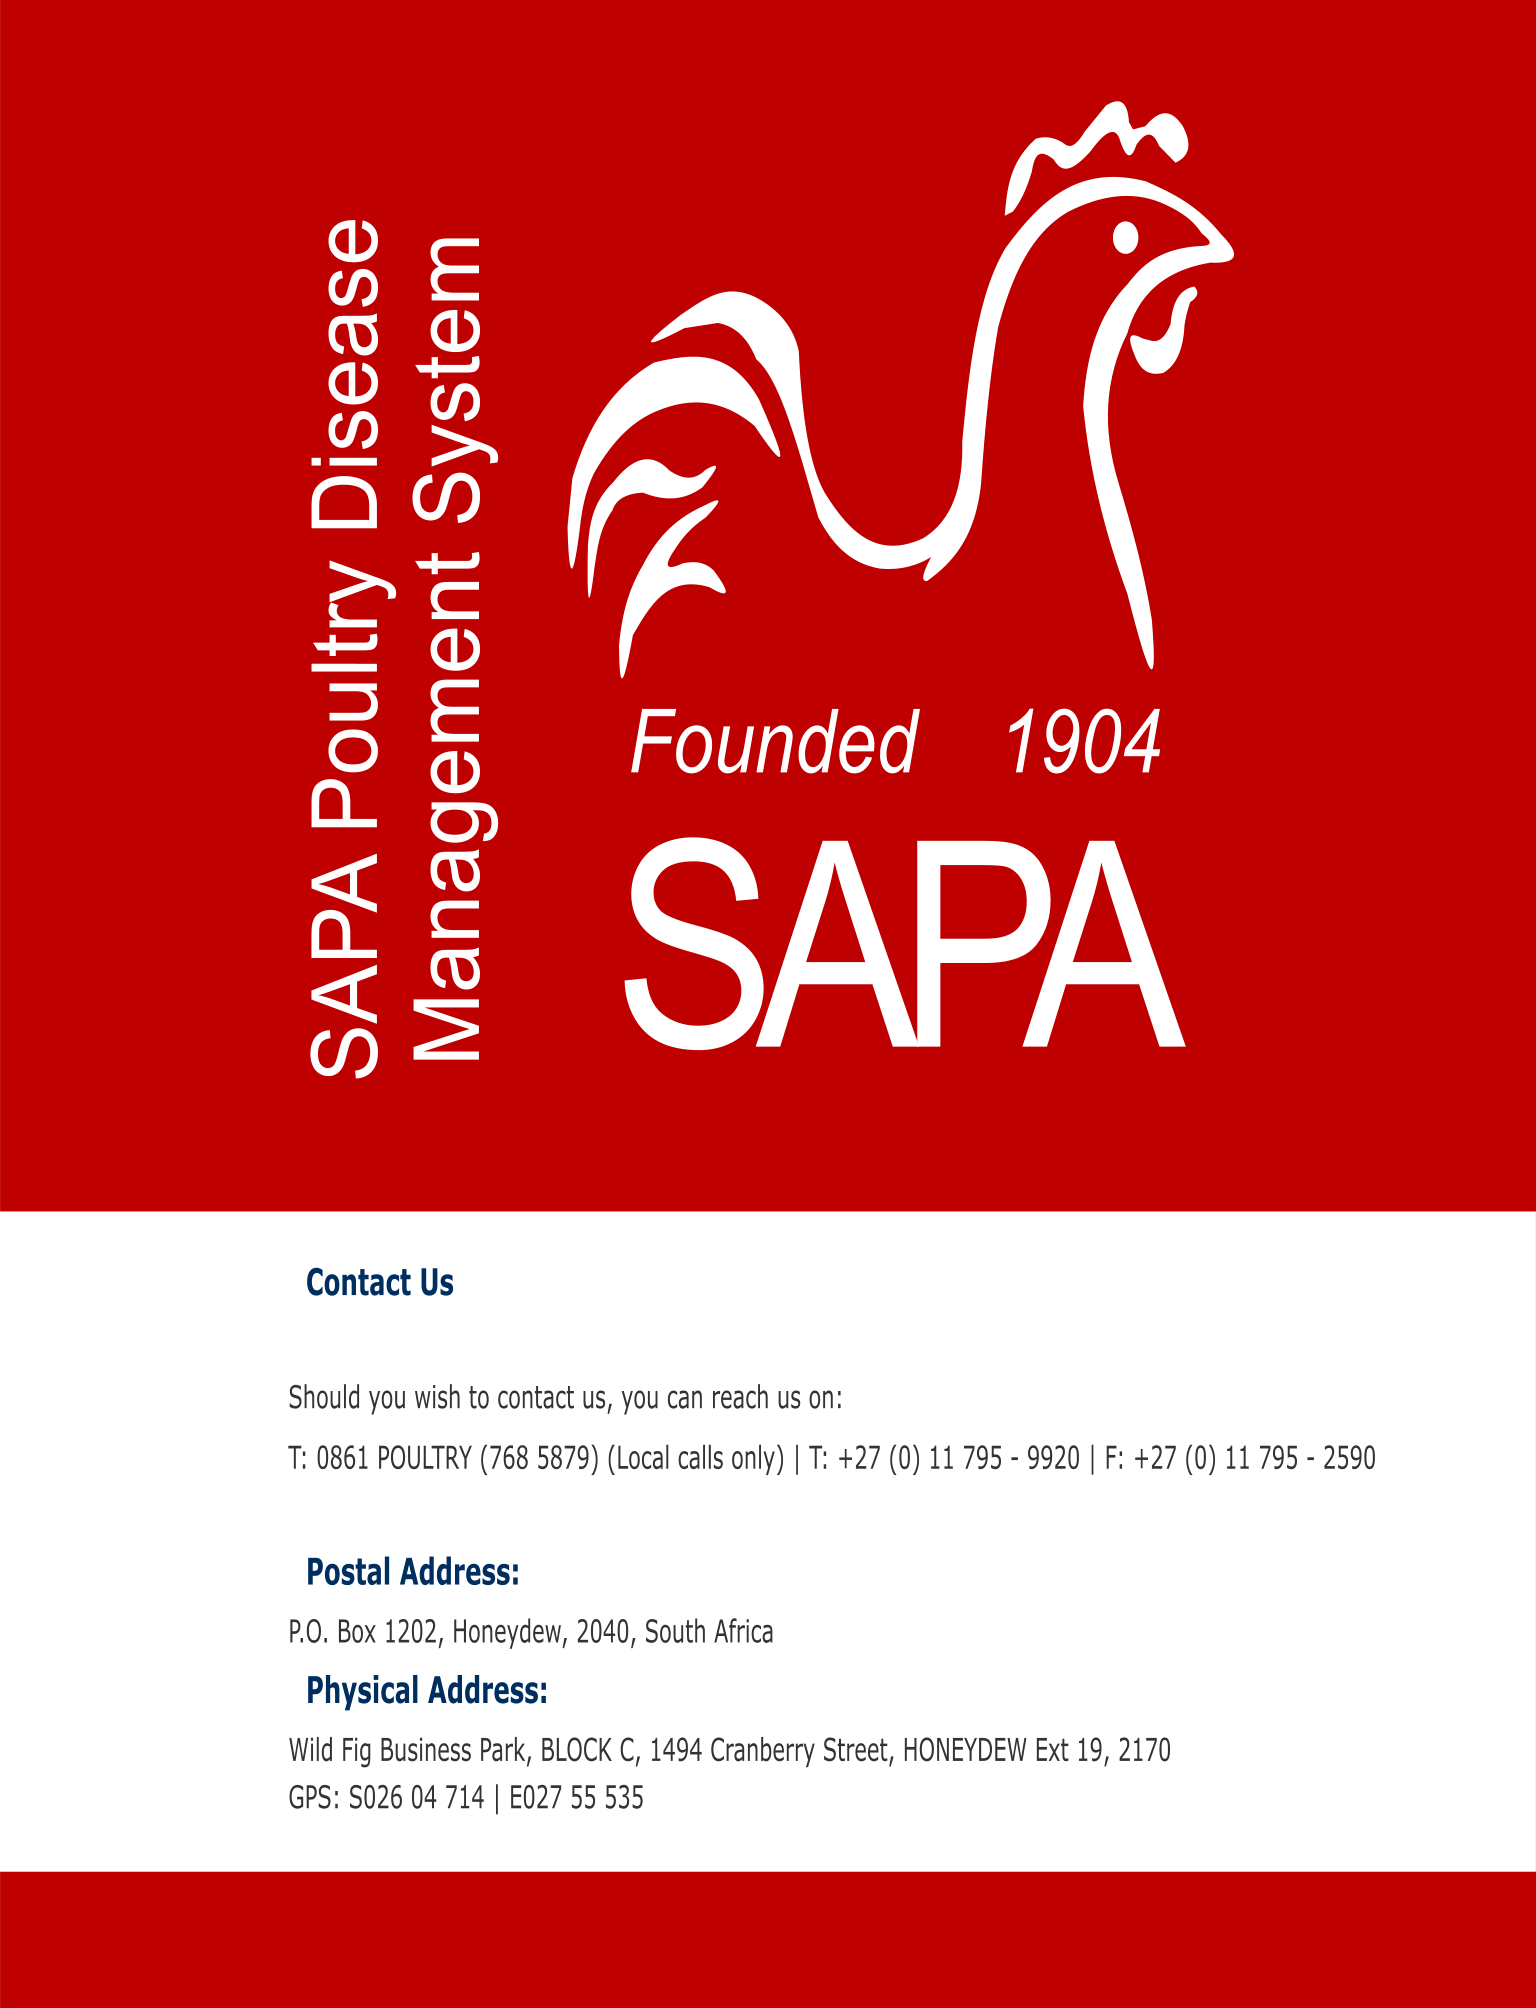 SAPA Poultry Disease
Management System
Founded 1904
SAPA
Contact Us
Should you wish to contact us, you can reach us on:
T: 0861 POULTRY (768 5879) (Local calls only) | T: +27 (0) 11 795 - 9920 | F: +27 (0) 11 795 - 2590
Postal Address:
P.O. Box 1202, Honeydew, 2040, South Africa
Physical Address:
Wild Fig Business Park, BLOCK C, 1494 Cranberry Street, HONEYDEW Ext 19, 2170
GPS: S026 04 714 | E027 55 535